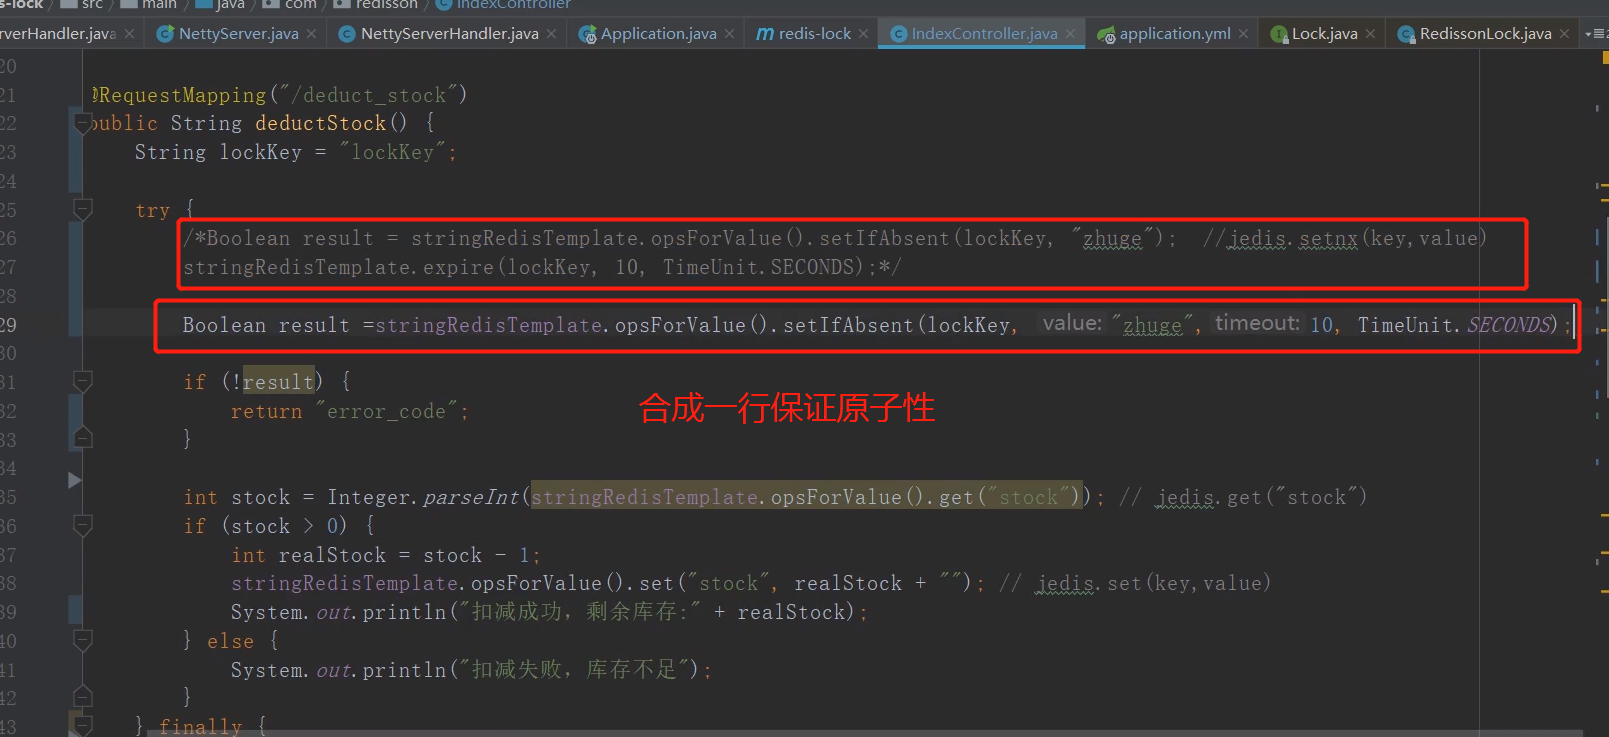 s-lock src main java com redisson IndexController
rverHandler.java NettyServer.java NettyServerHandler.java Application.java redis-lock IndexController.java application.yml Lock.java RedissonLock.java
20
21 @RequestMapping("/deduct_stock")
22 public String deductStock() {
23 String lockKey = "lockKey";
24
25 try {
26 /*Boolean result = stringRedisTemplate.opsForValue().setIfAbsent(lockKey, "zhuge"); //jedis.setnx(key,value)
27 stringRedisTemplate.expire(lockKey, 10, TimeUnit.SECONDS);*/
28
29 Boolean result =stringRedisTemplate.opsForValue().setIfAbsent(lockKey, value: "zhuge", timeout: 10, TimeUnit.SECONDS);
30
31 if (!result) {
32 return "error_code";
33 }
合成一行保证原子性
34
35 int stock = Integer.parseInt(stringRedisTemplate.opsForValue().get("stock")); // jedis.get("stock")
36 if (stock > 0) {
37 int realStock = stock - 1;
38 stringRedisTemplate.opsForValue().set("stock", realStock + ""); // jedis.set(key,value)
39 System.out.println("扣减成功，剩余库存:" + realStock);
40 } else {
41 System.out.println("扣减失败，库存不足");
42 }
43 } finally {